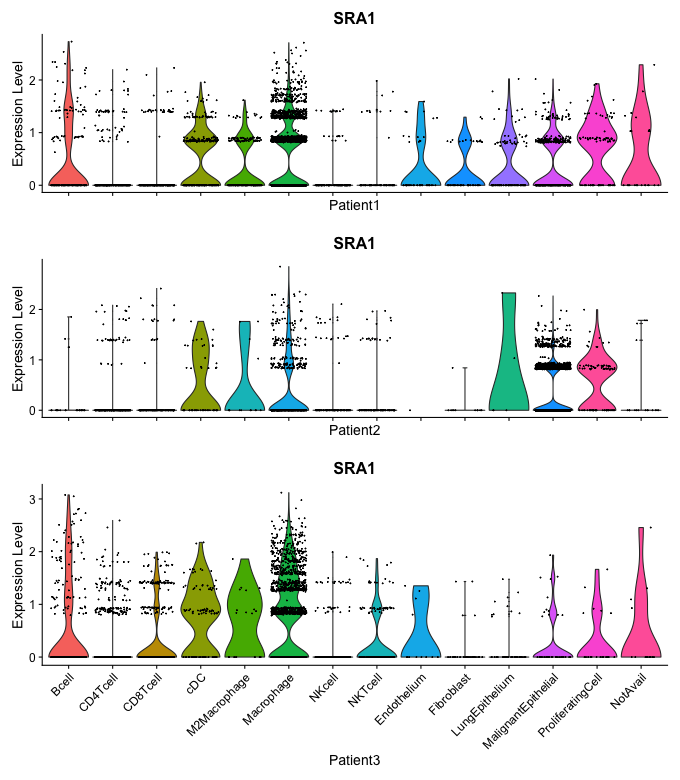 SRA1
Expression Level
2
1
0
Patient1
SRA1
Expression Level
2
1
0
Patient2
SRA1
Expression Level
3
2
1
0
Bcell
CD4Tcell
CD8Tcell
cDC
M2Macrophage
Macrophage
NKcell
NKTcell
Endothelium
Fibroblast
LungEpithelium
MalignantEpithelial
ProliferatingCell
NotAvail
Patient3